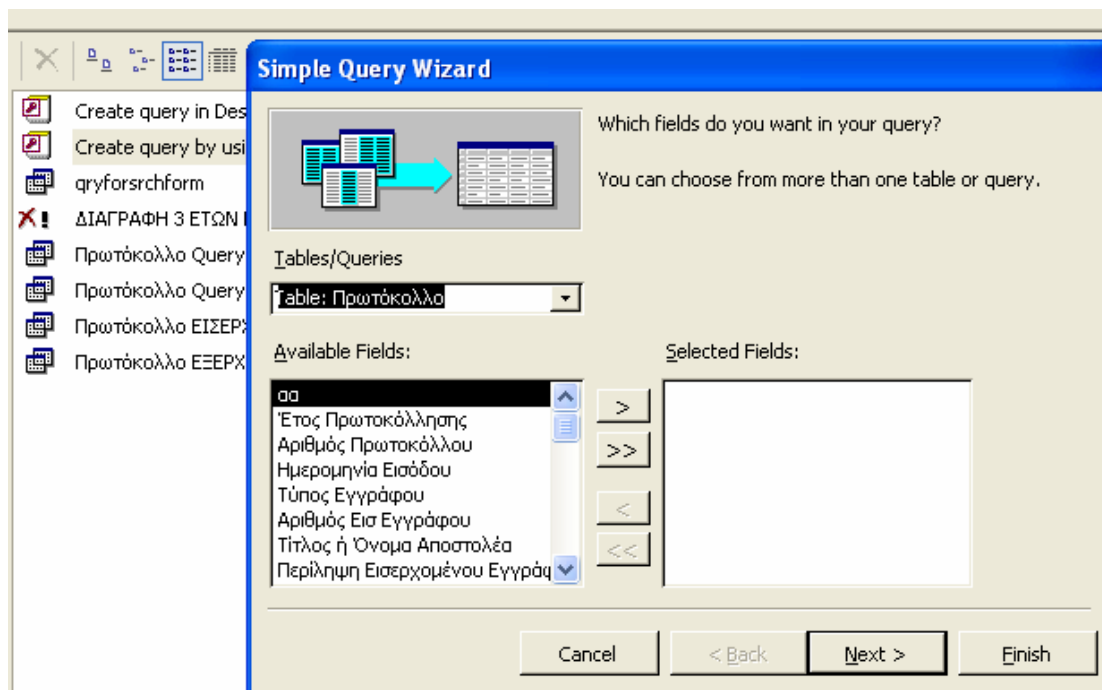 Simple Query Wizard
Create query in Des
Create query by usi
qryforsrchform
ΔΙΑΓΡΑΦΗ 3 ΕΤΩΝ
Πρωτόκολλο Query
Πρωτόκολλο Query
Πρωτόκολλο ΕΙΣΕΡΧ
Πρωτόκολλο ΕΞΕΡΧ
Which fields do you want in your query?
You can choose from more than one table or query.
Tables/Queries
Table: Πρωτόκολλο
Available Fields:
αα
Έτος Πρωτοκόλλησης
Αριθμός Πρωτοκόλλου
Ημερομηνία Εισόδου
Τύπος Εγγράφου
Αριθμός Εισ Εγγράφου
Τίτλος ή Όνομα Αποστολέα
Περίληψη Εισερχομένου Εγγράφ
>
>>
<
<<
Selected Fields:
Cancel
< Back
Next >
Finish